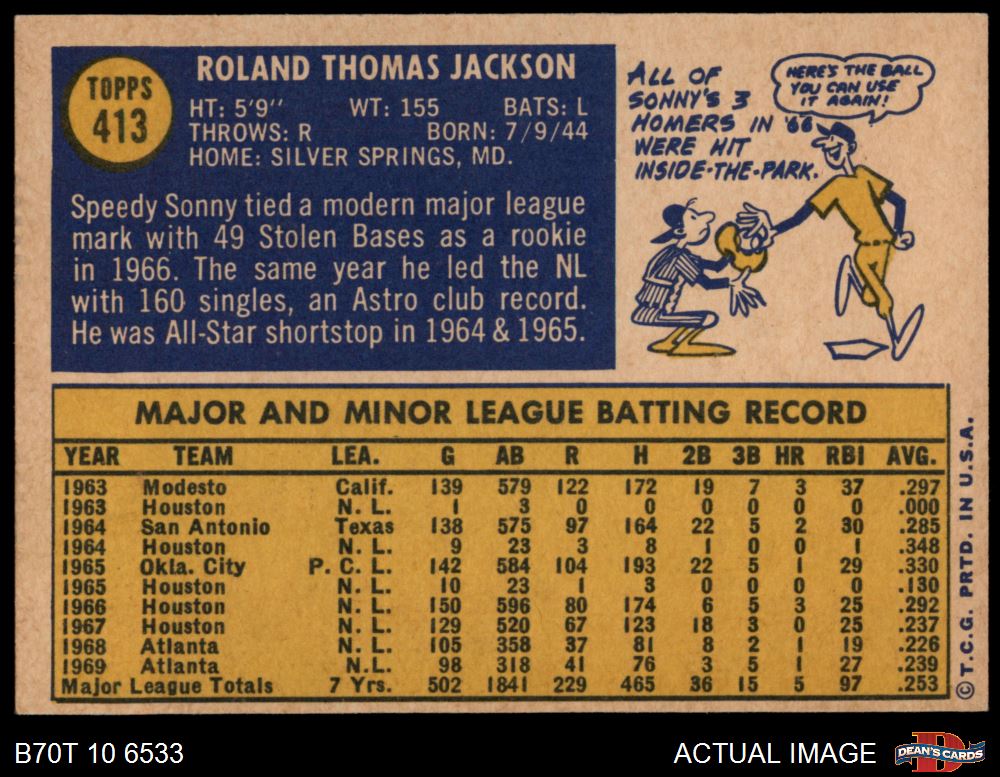 TOPPS
413
ROLAND THOMAS JACKSON
HT: 5'9" WT: 155 BATS: L
THROWS: R BORN: 7/9/44
HOME: SILVER SPRINGS, MD.
Speedy Sonny tied a modern major league
mark with 49 Stolen Bases as a rookie
in 1966. The same year he led the NL
with 160 singles, an Astro club record.
He was All-Star shortstop in 1964 & 1965.
ALL OF
SONNY'S 3
HOMERS IN '66
WERE HIT
INSIDE-THE-PARK.
HERE'S THE BALL
YOU CAN USE
IT AGAIN!
MAJOR AND MINOR LEAGUE BATTING RECORD
YEAR TEAM LEA. G AB R H 2B 3B HR RBI AVG.
1963 Modesto Calif. 139 579 122 172 19 7 3 37 .297
1963 Houston N. L. 1 3 0 0 0 0 0 0 .000
1964 San Antonio Texas 138 575 97 164 22 5 2 30 .285
1964 Houston N. L. 9 23 3 8 1 0 0 1 .348
1965 Okla. City P. C. L. 142 584 104 193 22 5 1 29 .330
1965 Houston N. L. 10 23 1 3 0 0 0 0 .130
1966 Houston N. L. 150 596 80 174 6 5 3 25 .292
1967 Houston N. L. 129 520 67 123 18 3 0 25 .237
1968 Atlanta N. L. 105 358 37 81 8 2 1 19 .226
1969 Atlanta N.L. 98 318 41 76 3 5 1 27 .239
Major League Totals 7 Yrs. 502 1841 229 465 36 15 5 97 .253
© T.C.G. PRTD. IN U.S.A.
B70T 10 6533
ACTUAL IMAGE
D
DEAN'S CARDS